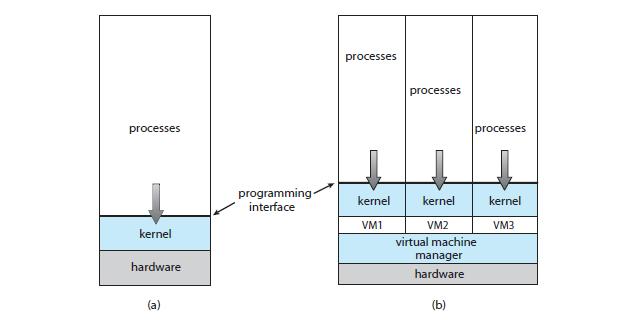 processes
kernel
hardware
(a)
programming
interface
processes
processes
processes
kernel kernel kernel
VM1 VM2 VM3
virtual machine
manager
hardware
(b)